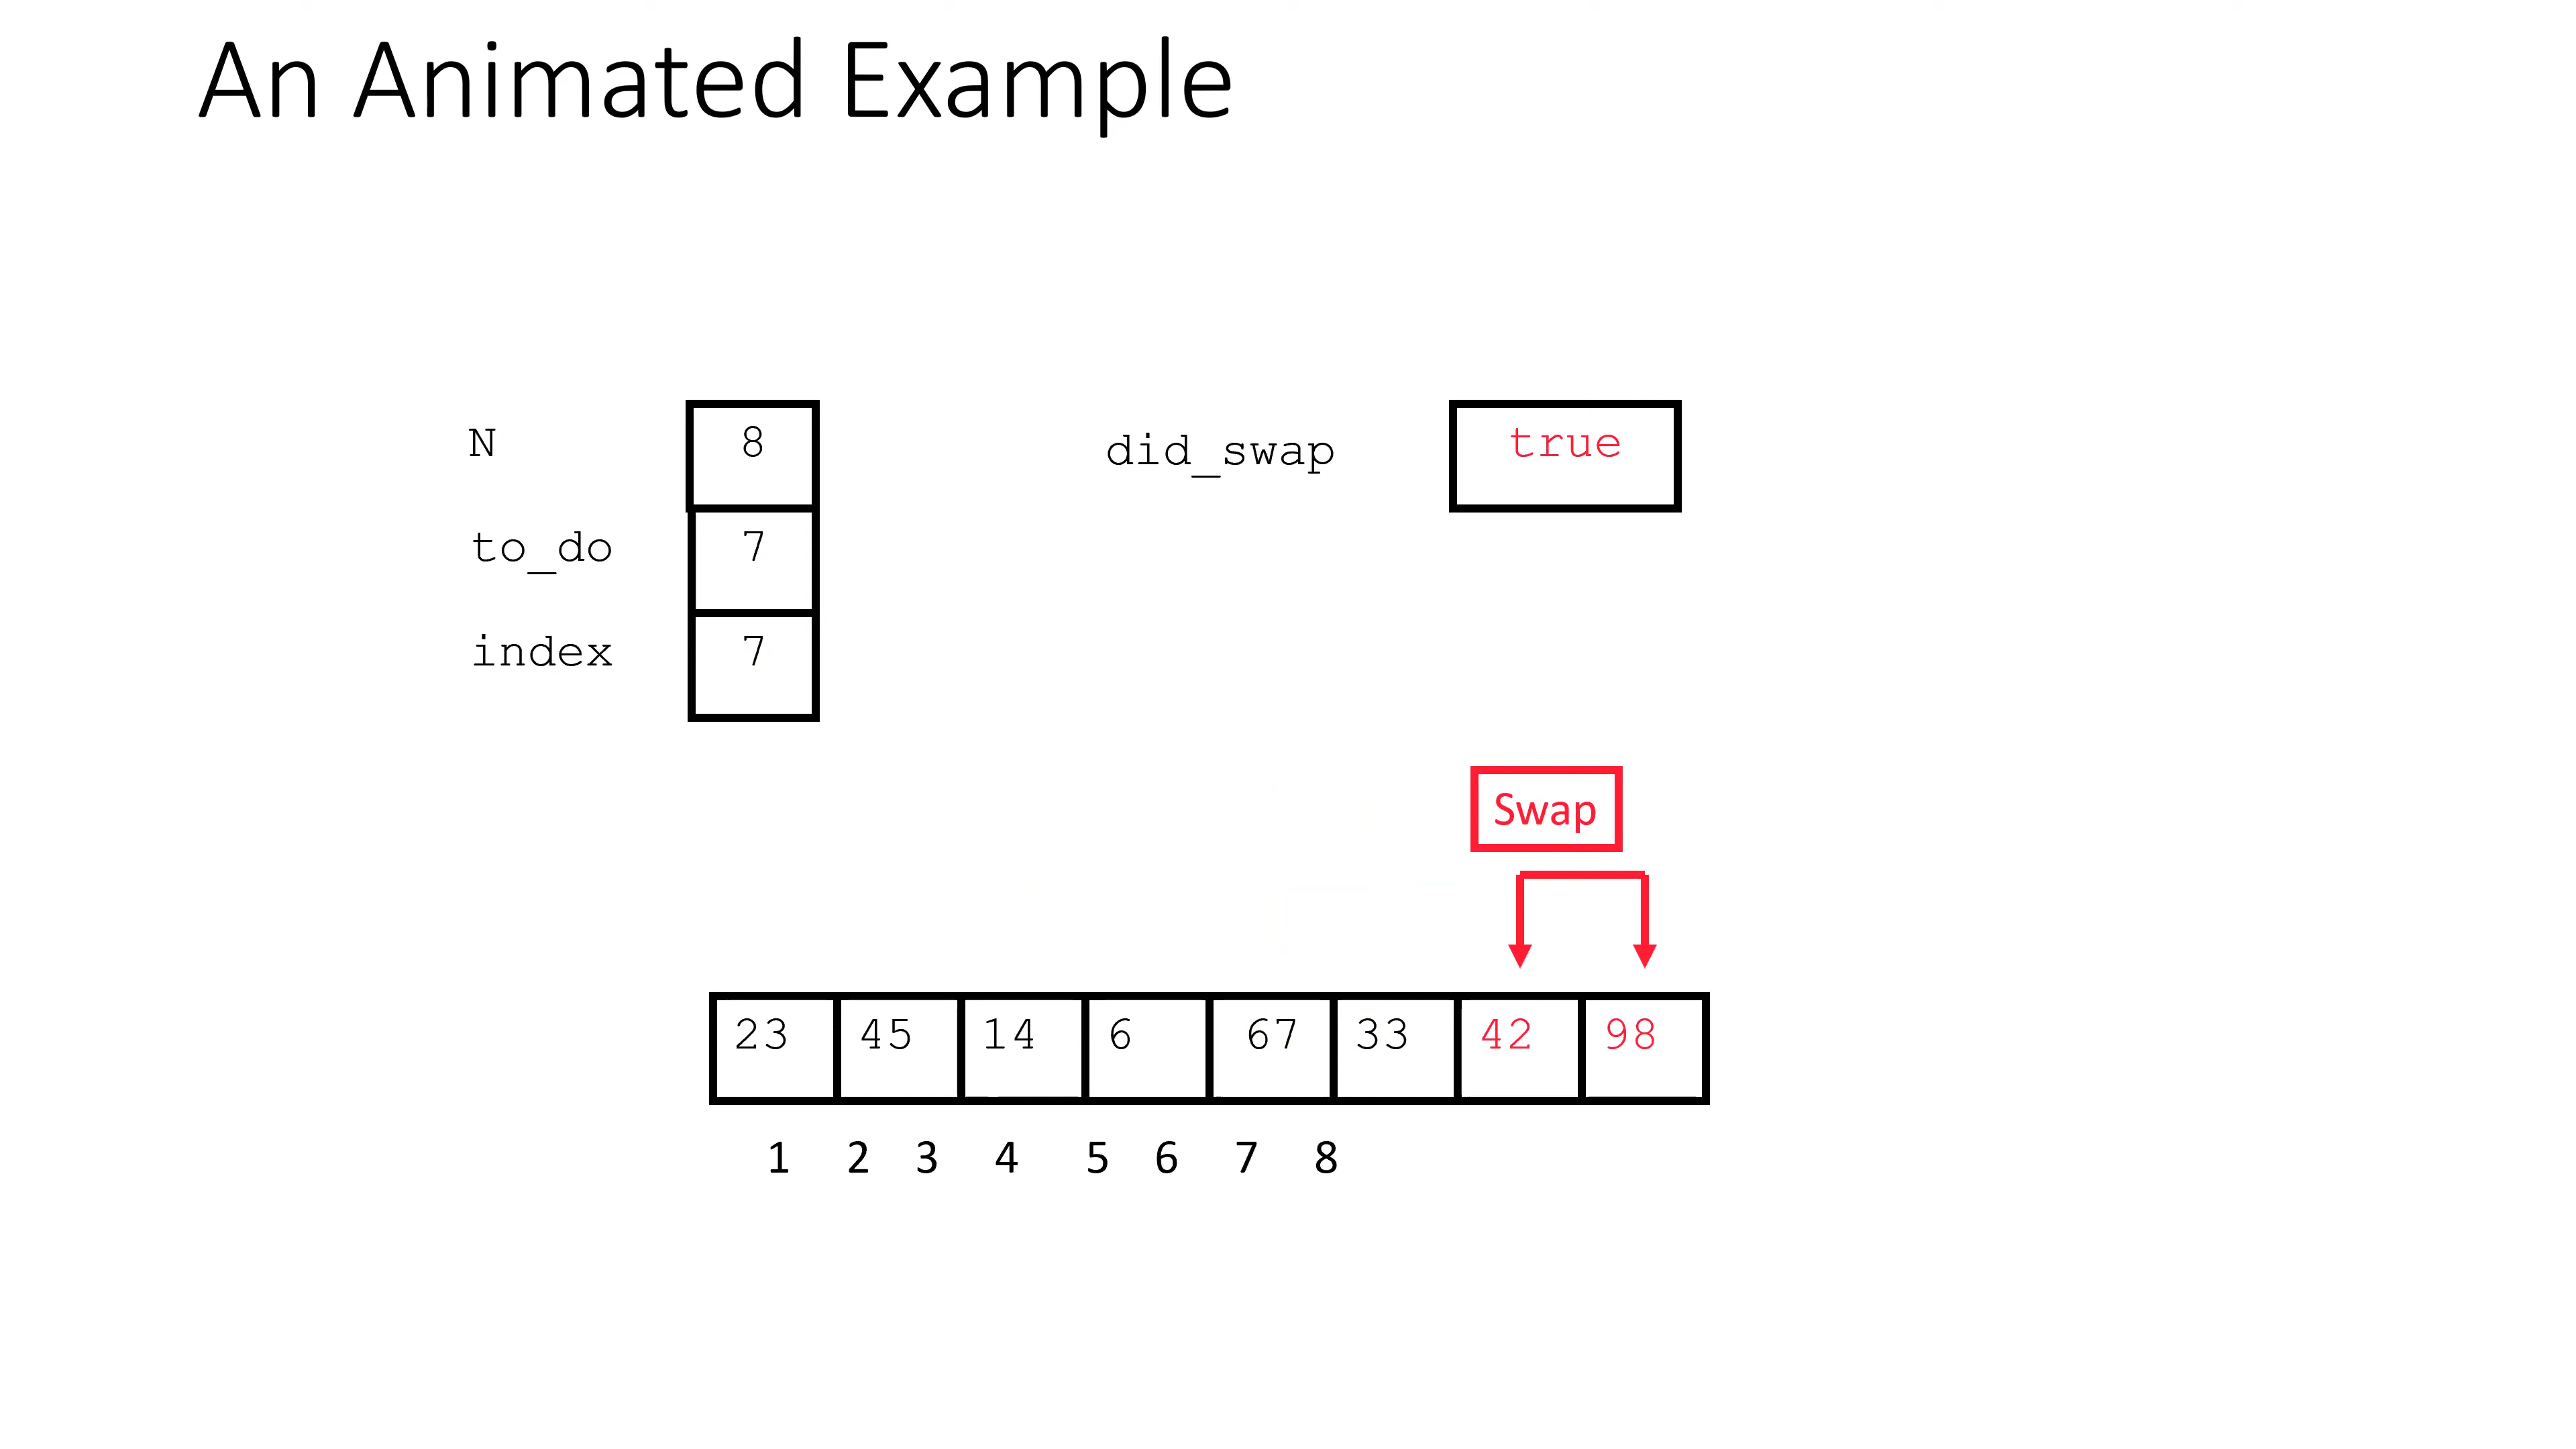 An Animated Example
N 8 did_swap true
to_do 7
index 7
Swap
23 45 14 6 67 33 42 98
1 2 3 4 5 6 7 8